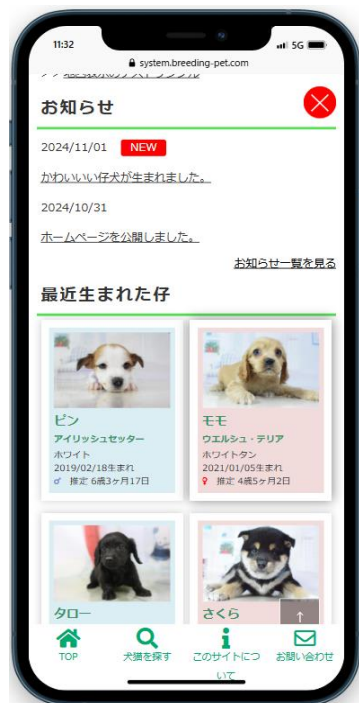 11:32
5G
system.breeding-pet.com
お知らせ
2024/11/01 NEW
かわいいい仔犬が生まれました。
2024/10/31
ホームページを公開しました。
お知らせ一覧を見る
最近生まれた仔
ビン
アイリッシュセッター
ホワイト
2019/02/18生まれ
♂ 推定 6歳3ヶ月17日
モモ
ウエルシュ・テリア
ホワイトタン
2021/01/05生まれ
♀ 推定 4歳5ヶ月2日
タロー
さくら
↑
TOP
犬猫を探す
このサイトにつ
いて
お問い合わせ